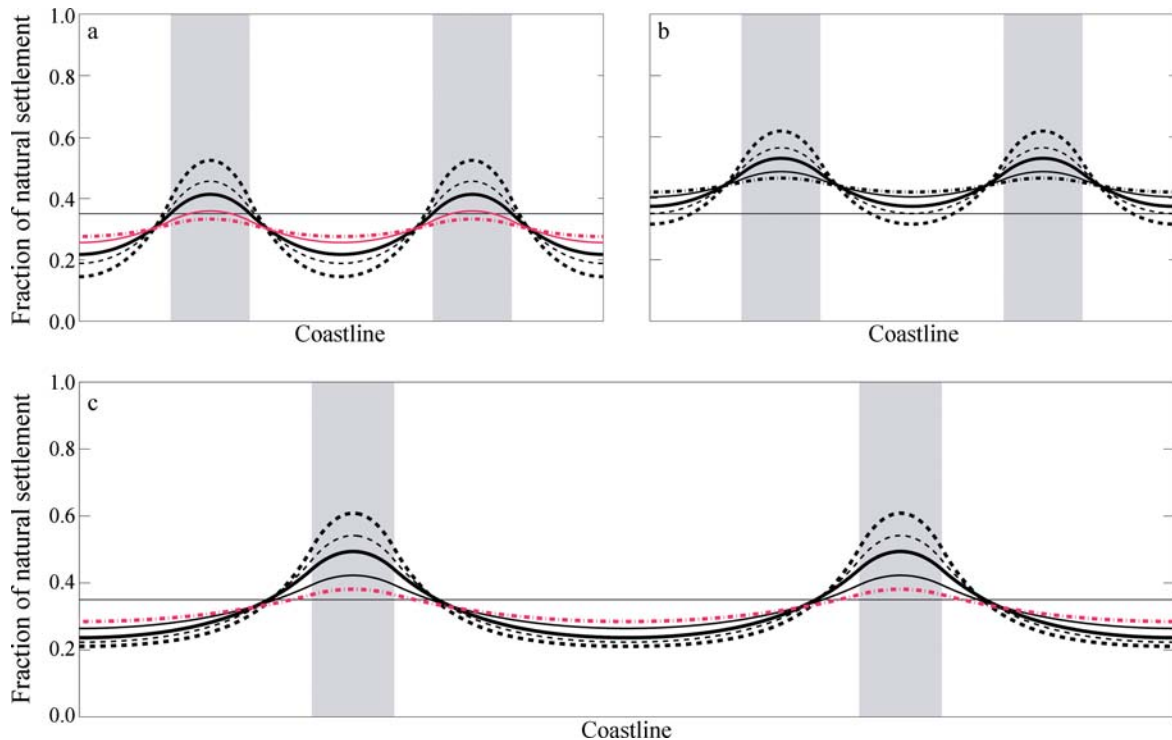 a
1.0
0.8
0.6
0.4
0.2
0.0
Fraction of natural settlement
Coastline
b
Coastline
c
1.0
0.8
0.6
0.4
0.2
0.0
Fraction of natural settlement
Coastline